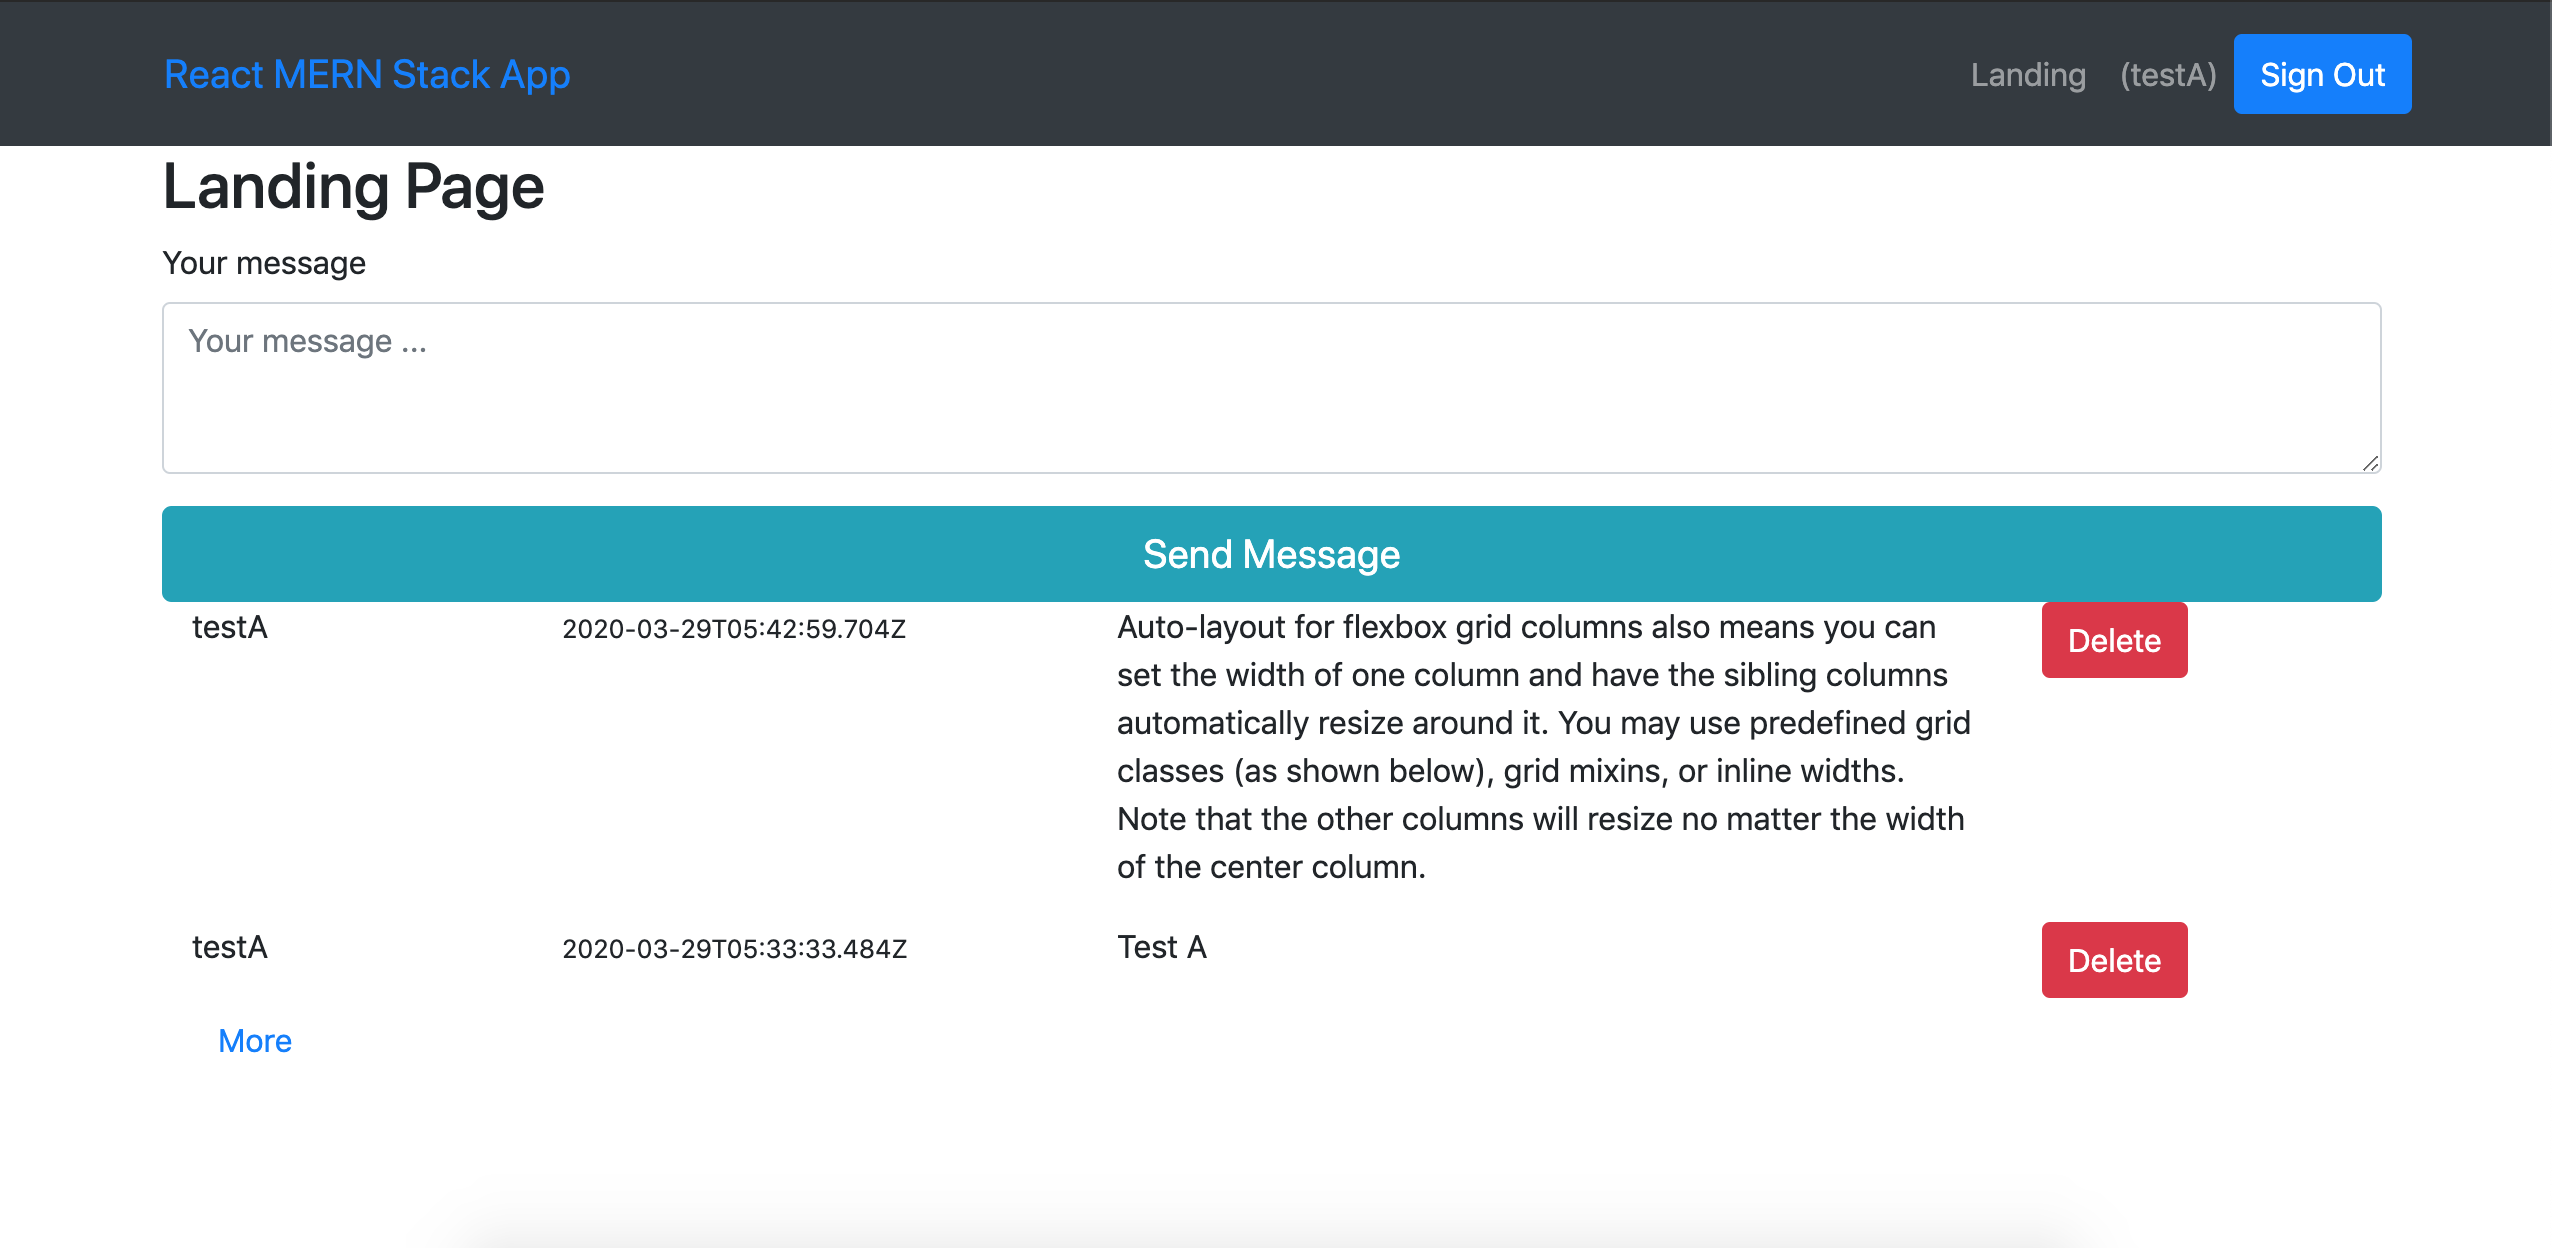 React MERN Stack App
Landing (testA) Sign Out
Landing Page
Your message
Your message ...
Send Message
testA
2020-03-29T05:42:59.704Z
Auto-layout for flexbox grid columns also means you can
set the width of one column and have the sibling columns
automatically resize around it. You may use predefined grid
classes (as shown below), grid mixins, or inline widths.
Note that the other columns will resize no matter the width
of the center column.
Delete
testA
2020-03-29T05:33:33.484Z
Test A
Delete
More